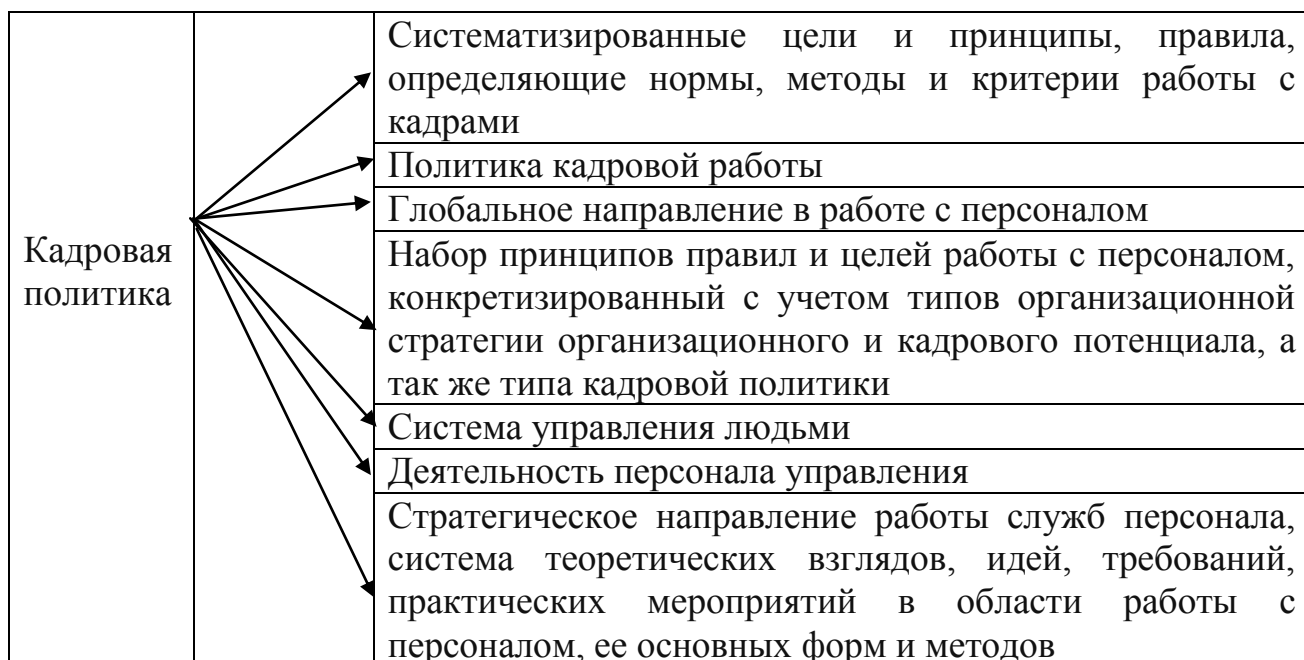 Кадровая
политика
Систематизированные цели и принципы, правила,
определяющие нормы, методы и критерии работы с
кадрами
Политика кадровой работы
Глобальное направление в работе с персоналом
Набор принципов правил и целей работы с персоналом,
конкретизированный с учетом типов организационной
стратегии организационного и кадрового потенциала, а
так же типа кадровой политики
Система управления людьми
Деятельность персонала управления
Стратегическое направление работы служб персонала,
система теоретических взглядов, идей, требований,
практических мероприятий в области работы с
персоналом, ее основных форм и методов